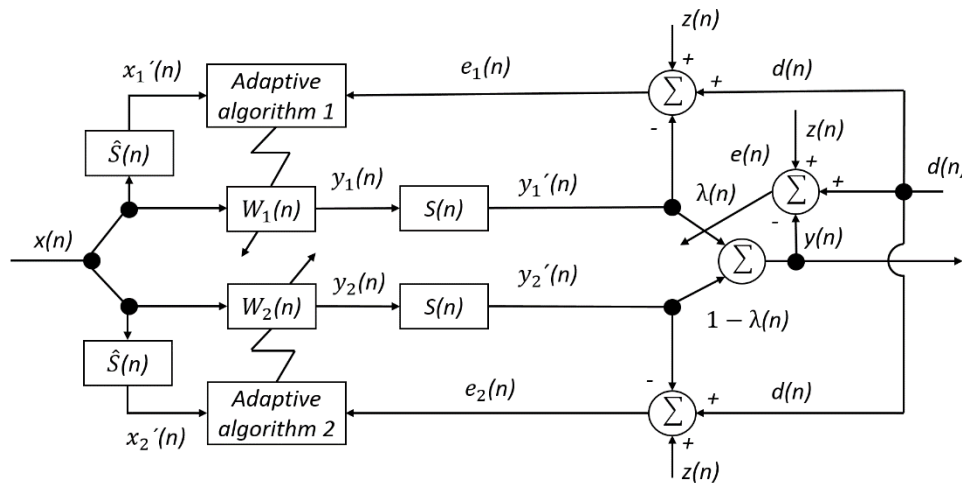 z(n)
x₁´(n)
Adaptive
algorithm 1
e₁(n)
+
Σ
+
d(n)
-
Ŝ(n)
z(n)
e(n)
+
y₁(n)
y₁´(n)
λ(n)
Σ
+
d(n)
W₁(n)
S(n)
-
x(n)
y(n)
Σ
y₂(n)
y₂´(n)
W₂(n)
S(n)
1 − λ(n)
Ŝ(n)
-
d(n)
Adaptive
algorithm 2
e₂(n)
Σ
+
x₂´(n)
+
z(n)